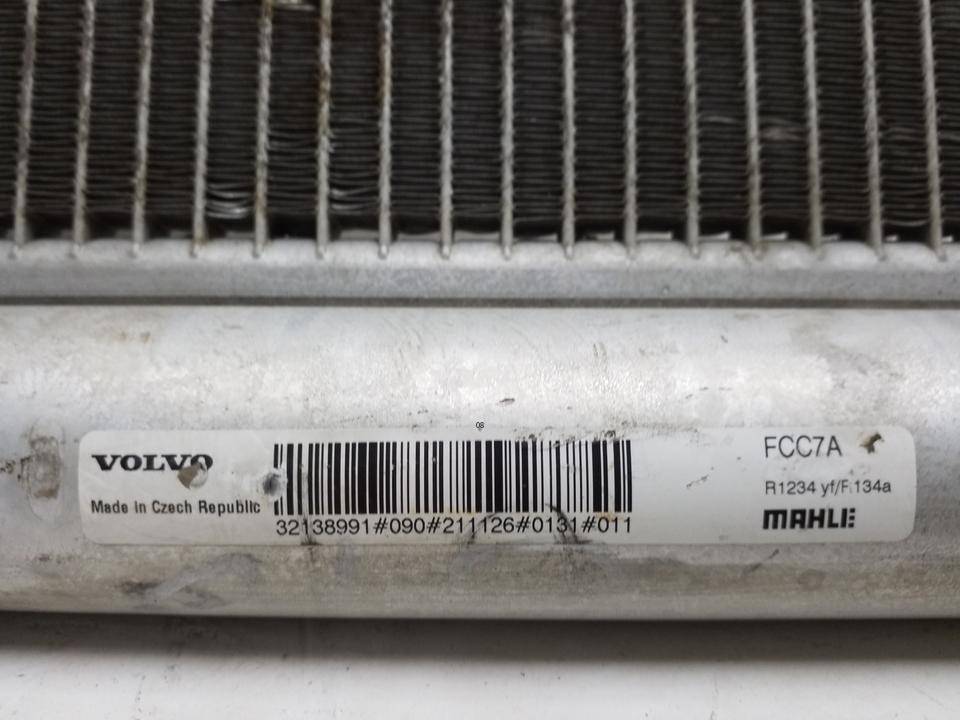 VOLVO
Made in Czech Republic
32138991#090#211126#0131#011
FCC7A
R1234 yf/R134a
MAHLE